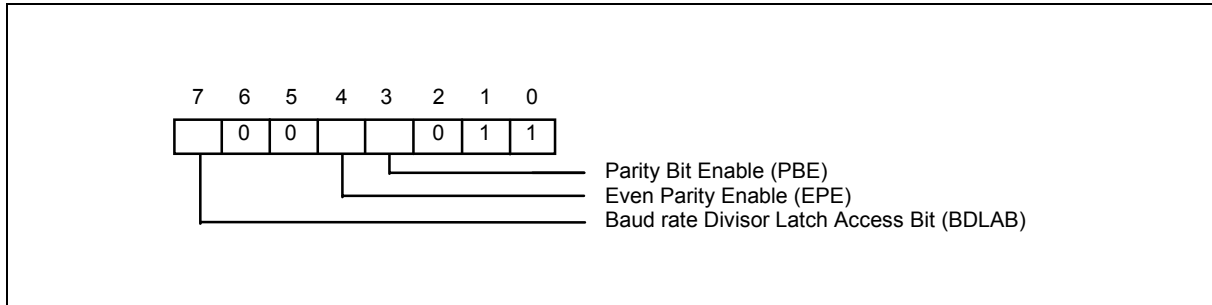 7 6 5 4 3 2 1 0
0 0 0 1 1
Parity Bit Enable (PBE)
Even Parity Enable (EPE)
Baud rate Divisor Latch Access Bit (BDLAB)